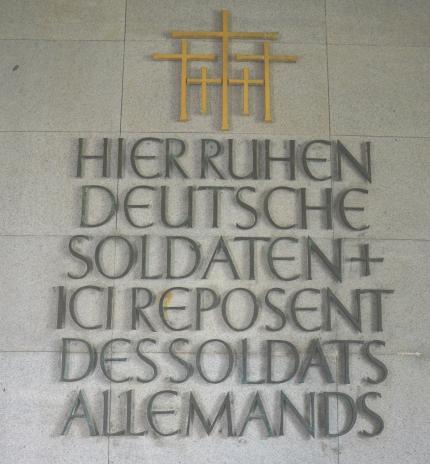 HIER RUHEN
DEUTSCHE
SOLDATEN +
ICI REPOSENT
DES SOLDATS
ALLEMANDS